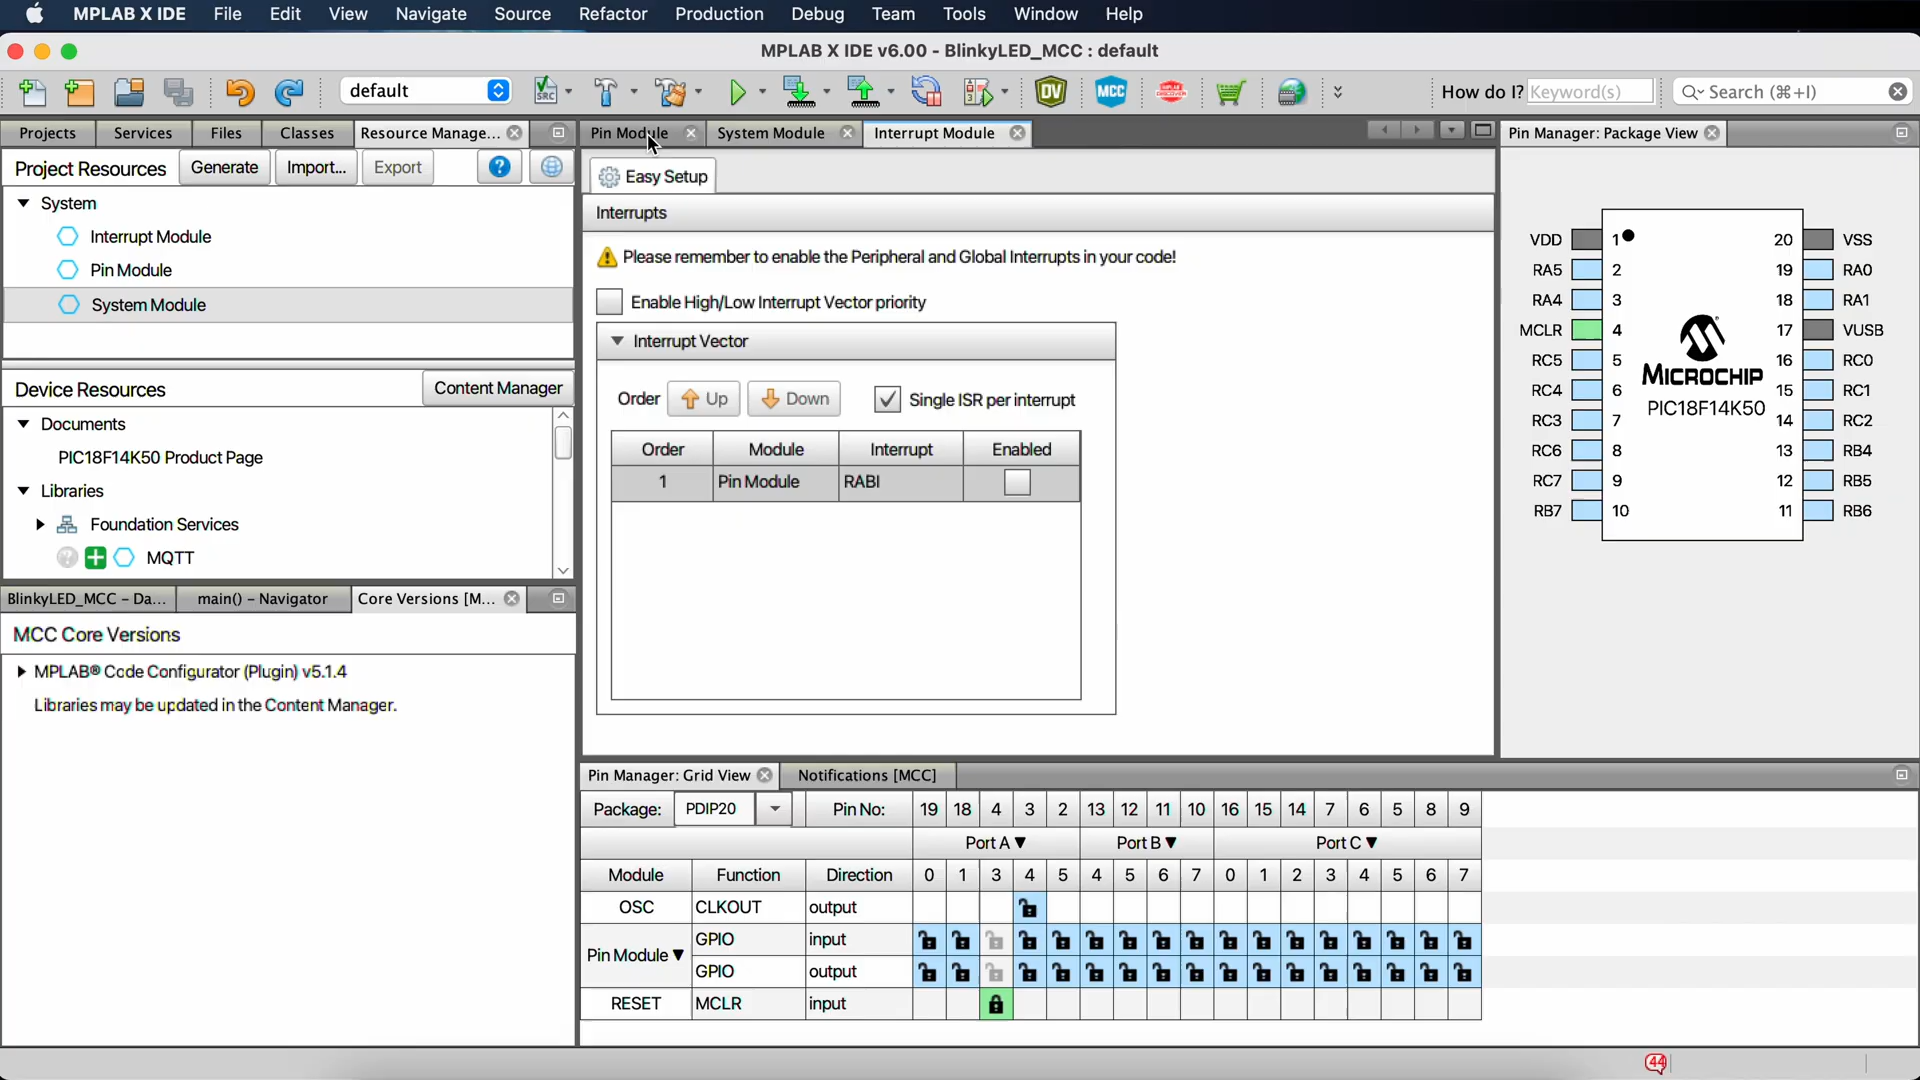 MPLAB X IDE File Edit View Navigate Source Refactor Production Debug Team Tools Window Help
MPLAB X IDE v6.00 - BlinkyLED_MCC : default
default SRC DV MCC How do I? Keyword(s) Search (⌘+I)
Projects Services Files Classes Resource Manage... Pin Module System Module Interrupt Module Pin Manager: Package View
Project Resources Generate Import... Export ?
Easy Setup
System
Interrupts
Interrupt Module
Pin Module
System Module
Please remember to enable the Peripheral and Global Interrupts in your code!
Enable High/Low Interrupt Vector priority
Interrupt Vector
Order Up Down Single ISR per interrupt
Order Module Interrupt Enabled
1 Pin Module RABI
Device Resources Content Manager
Documents
PIC18F14K50 Product Page
Libraries
Foundation Services
? MQTT
VDD 1 20 VSS
RA5 2 19 RA0
RA4 3 18 RA1
MCLR 4 17 VUSB
RC5 5 16 RC0
MICROCHIP
RC4 6 15 RC1
PIC18F14K50
RC3 7 14 RC2
RC6 8 13 RB4
RC7 9 12 RB5
RB7 10 11 RB6
BlinkyLED_MCC – Da... main() – Navigator Core Versions [M...
MCC Core Versions
MPLAB® Code Configurator (Plugin) v5.1.4
Libraries may be updated in the Content Manager.
Pin Manager: Grid View Notifications [MCC]
Package: PDIP20 Pin No: 19 18 4 3 2 13 12 11 10 16 15 14 7 6 5 8 9
Port A ▼ Port B ▼ Port C ▼
Module Function Direction 0 1 3 4 5 4 5 6 7 0 1 2 3 4 5 6 7
OSC CLKOUT output
Pin Module ▼ GPIO input
GPIO output
RESET MCLR input
44